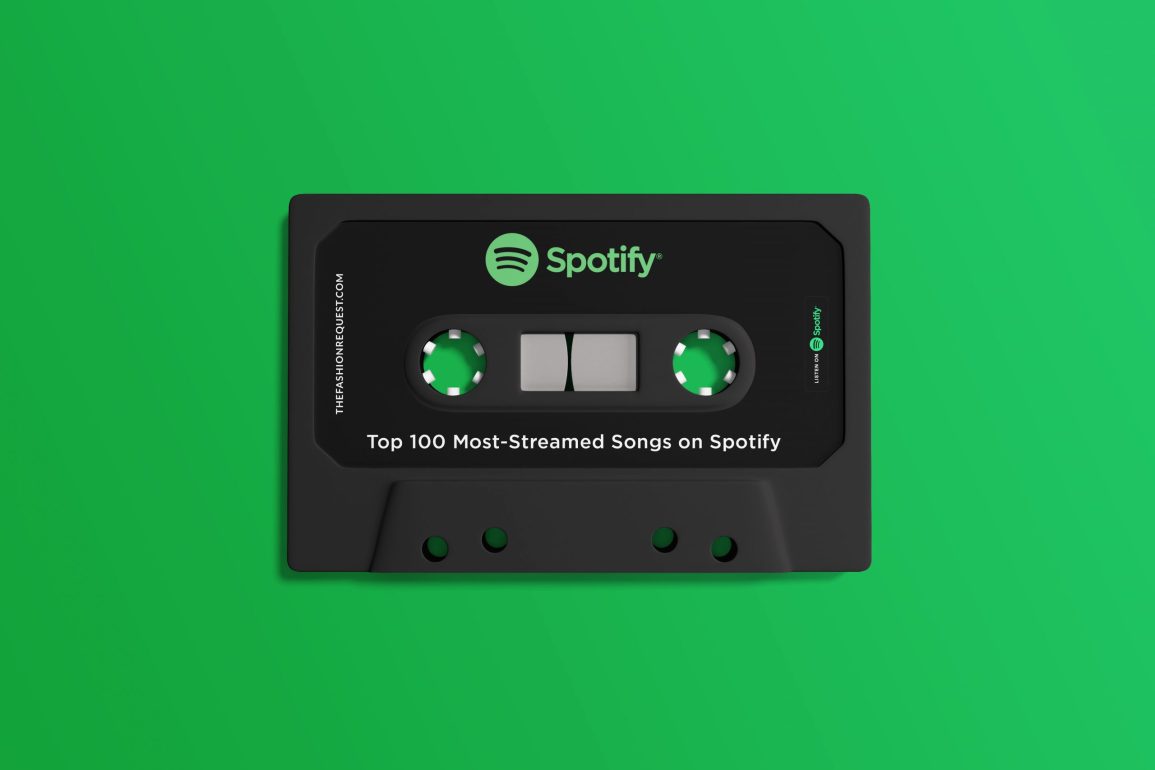 Spotify®
THEFASHIONREQUEST.COM
LISTEN ON Spotify
Top 100 Most-Streamed Songs on Spotify